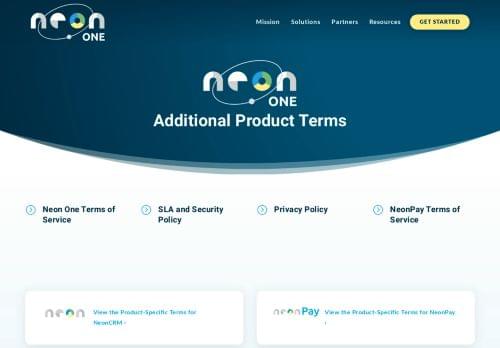 neon ONE
Mission Solutions Partners Resources GET STARTED
neon ONE
Additional Product Terms
Neon One Terms of Service
SLA and Security Policy
Privacy Policy
NeonPay Terms of Service
neon
View the Product-Specific Terms for
NeonCRM ›
neonPay
View the Product-Specific Terms for NeonPay
›